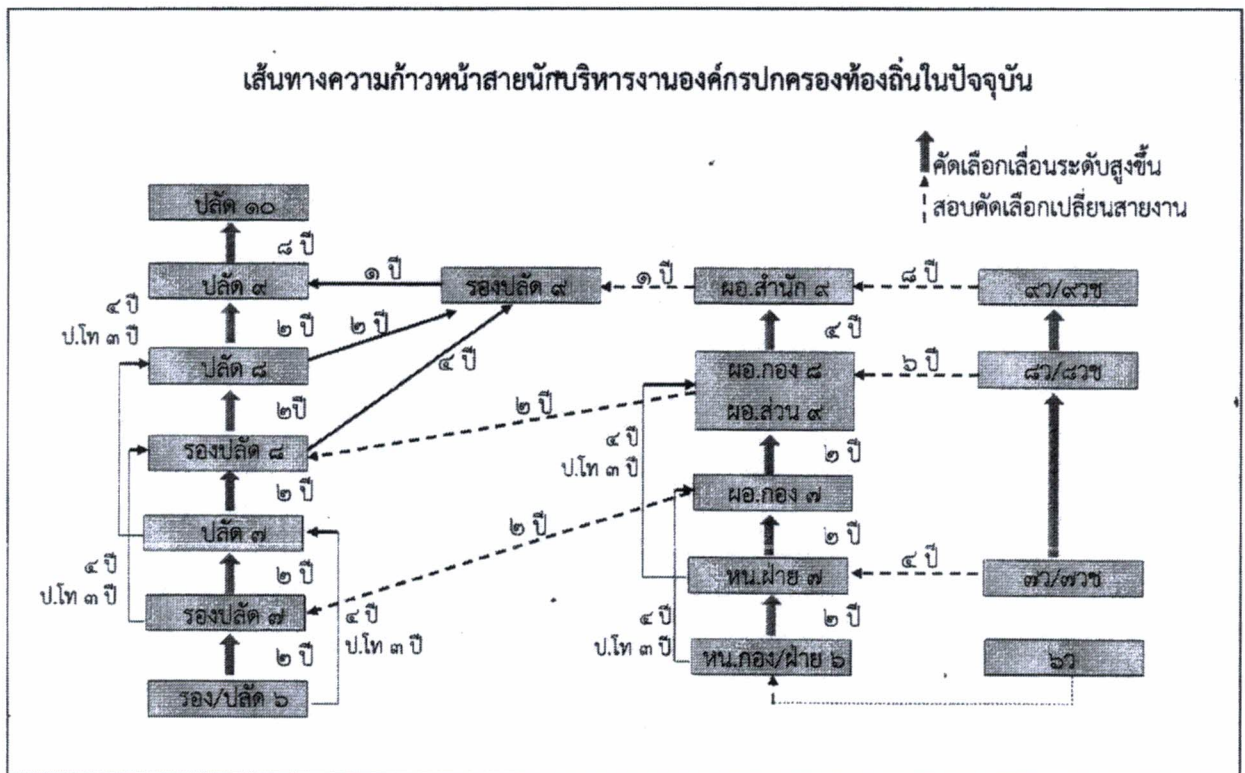 เส้นทางความก้าวหน้าสายนักบริหารงานองค์กรปกครองท้องถิ่นในปัจจุบัน
คัดเลือกเลื่อนระดับสูงขึ้น
สอบคัดเลือกเปลี่ยนสายงาน
ปลัด ๑๐
๘ ปี
ปลัด ๙
๑ ปี
รองปลัด ๙
๑ ปี
ผอ.สำนัก ๙
๘ ปี
๙ว/๙วช
๔ ปี
ป.โท ๓ ปี
๒ ปี
๒ ปี
๔ ปี
๔ ปี
ปลัด ๘
ผอ.กอง ๘
ผอ.ส่วน ๙
๖ ปี
๘ว/๘วช
๒ปี
๒ ปี
รองปลัด ๘
๔ ปี
ป.โท ๓ ปี
๒ ปี
๒ ปี
ผอ.กอง ๗
ปลัด ๗
๒ ปี
๒ ปี
๔ ปี
ป.โท ๓ ปี
๒ ปี
หน.ฝ่าย ๗
๔ ปี
๗ว/๗วช
รองปลัด ๗
๔ ปี
ป.โท ๓ ปี
๔ ปี
ป.โท ๓ ปี
๒ ปี
๒ ปี
รอง/ปลัด ๖
หน.กอง/ฝ่าย ๖
๖ว